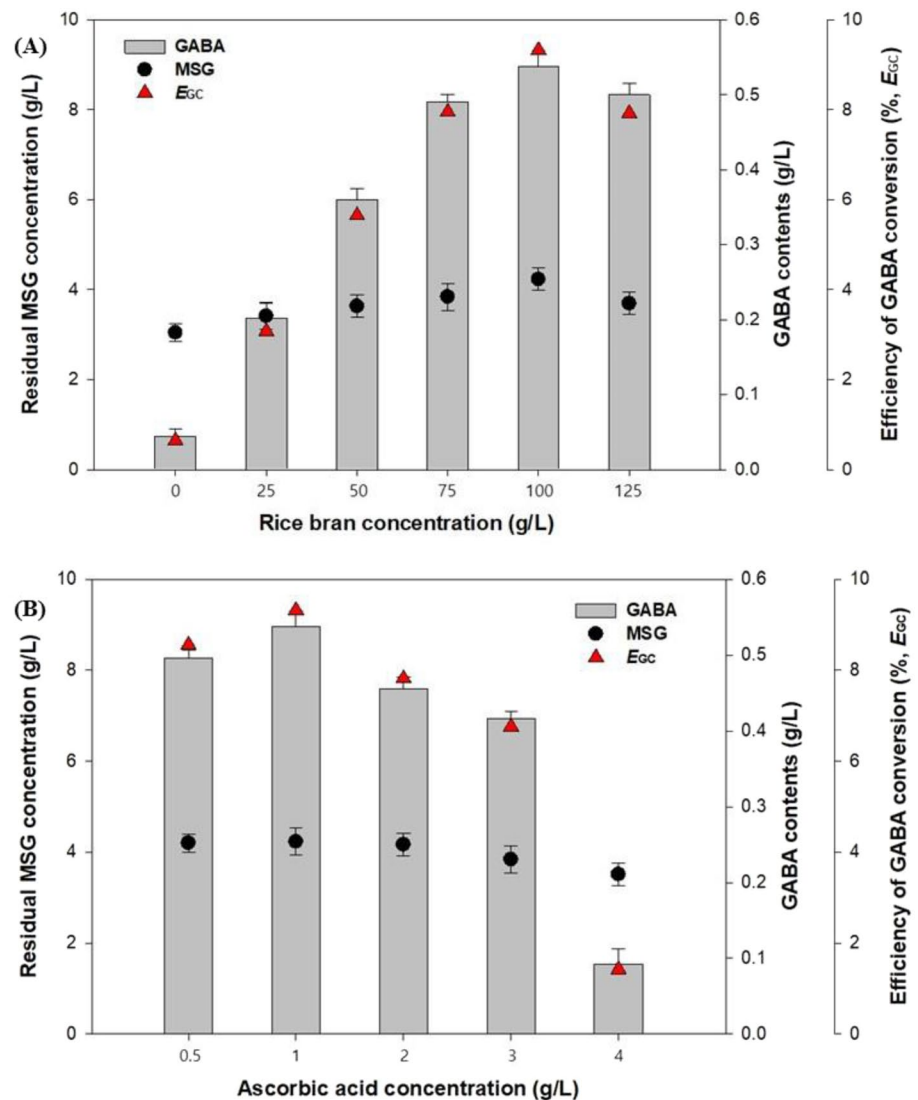 (A)
GABA
MSG
EGC
Residual MSG concentration (g/L)
10
8
6
4
2
0
0.6
0.5
0.4
0.3
0.2
0.1
0.0
GABA contents (g/L)
10
8
6
4
2
0
Efficiency of GABA conversion (%, EGC)
0 25 50 75 100 125
Rice bran concentration (g/L)
(B)
GABA
MSG
EGC
Residual MSG concentration (g/L)
10
8
6
4
2
0
0.6
0.5
0.4
0.3
0.2
0.1
0.0
GABA contents (g/L)
10
8
6
4
2
0
Efficiency of GABA conversion (%, EGC)
0.5 1 2 3 4
Ascorbic acid concentration (g/L)